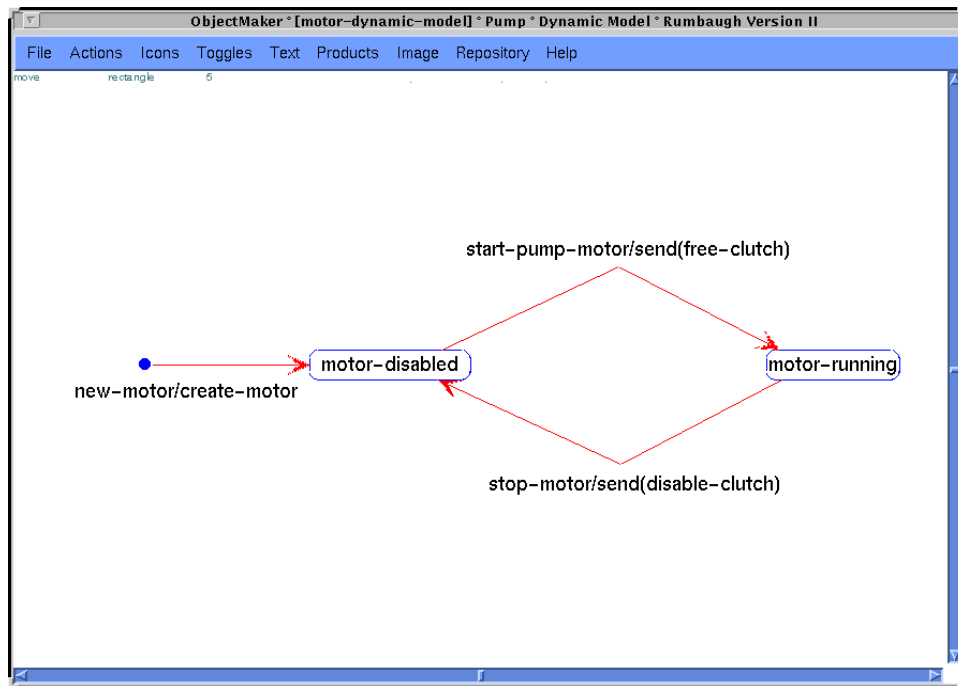 ObjectMaker ° [motor-dynamic-model] ° Pump ° Dynamic Model ° Rumbaugh Version II
File Actions Icons Toggles Text Products Image Repository Help
move rectangle 5
start-pump-motor/send(free-clutch)
motor-disabled
motor-running
new-motor/create-motor
stop-motor/send(disable-clutch)